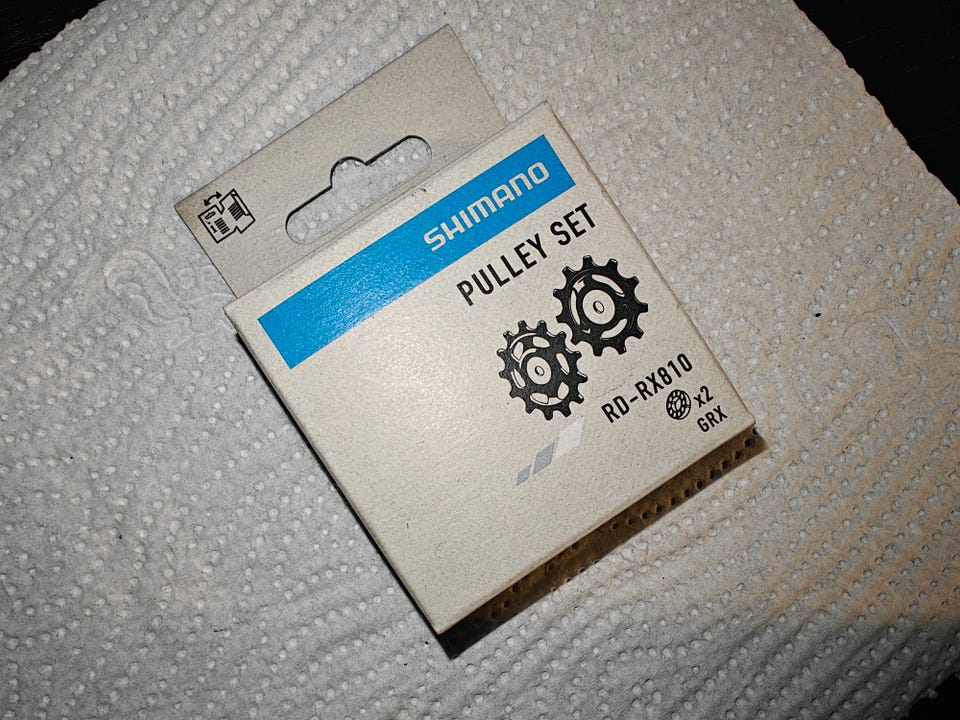 SHIMANO
PULLEY SET
RD-RX810
x2
GRX